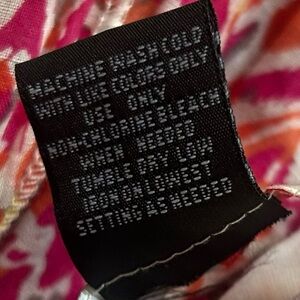 MACHINE WASH COLD
WITH LIKE COLORS ONLY
USE ONLY
NON-CHLORINE BLEACH
WHEN NEEDED
TUMBLE DRY LOW
IRON ON LOWEST
SETTING AS NEEDED